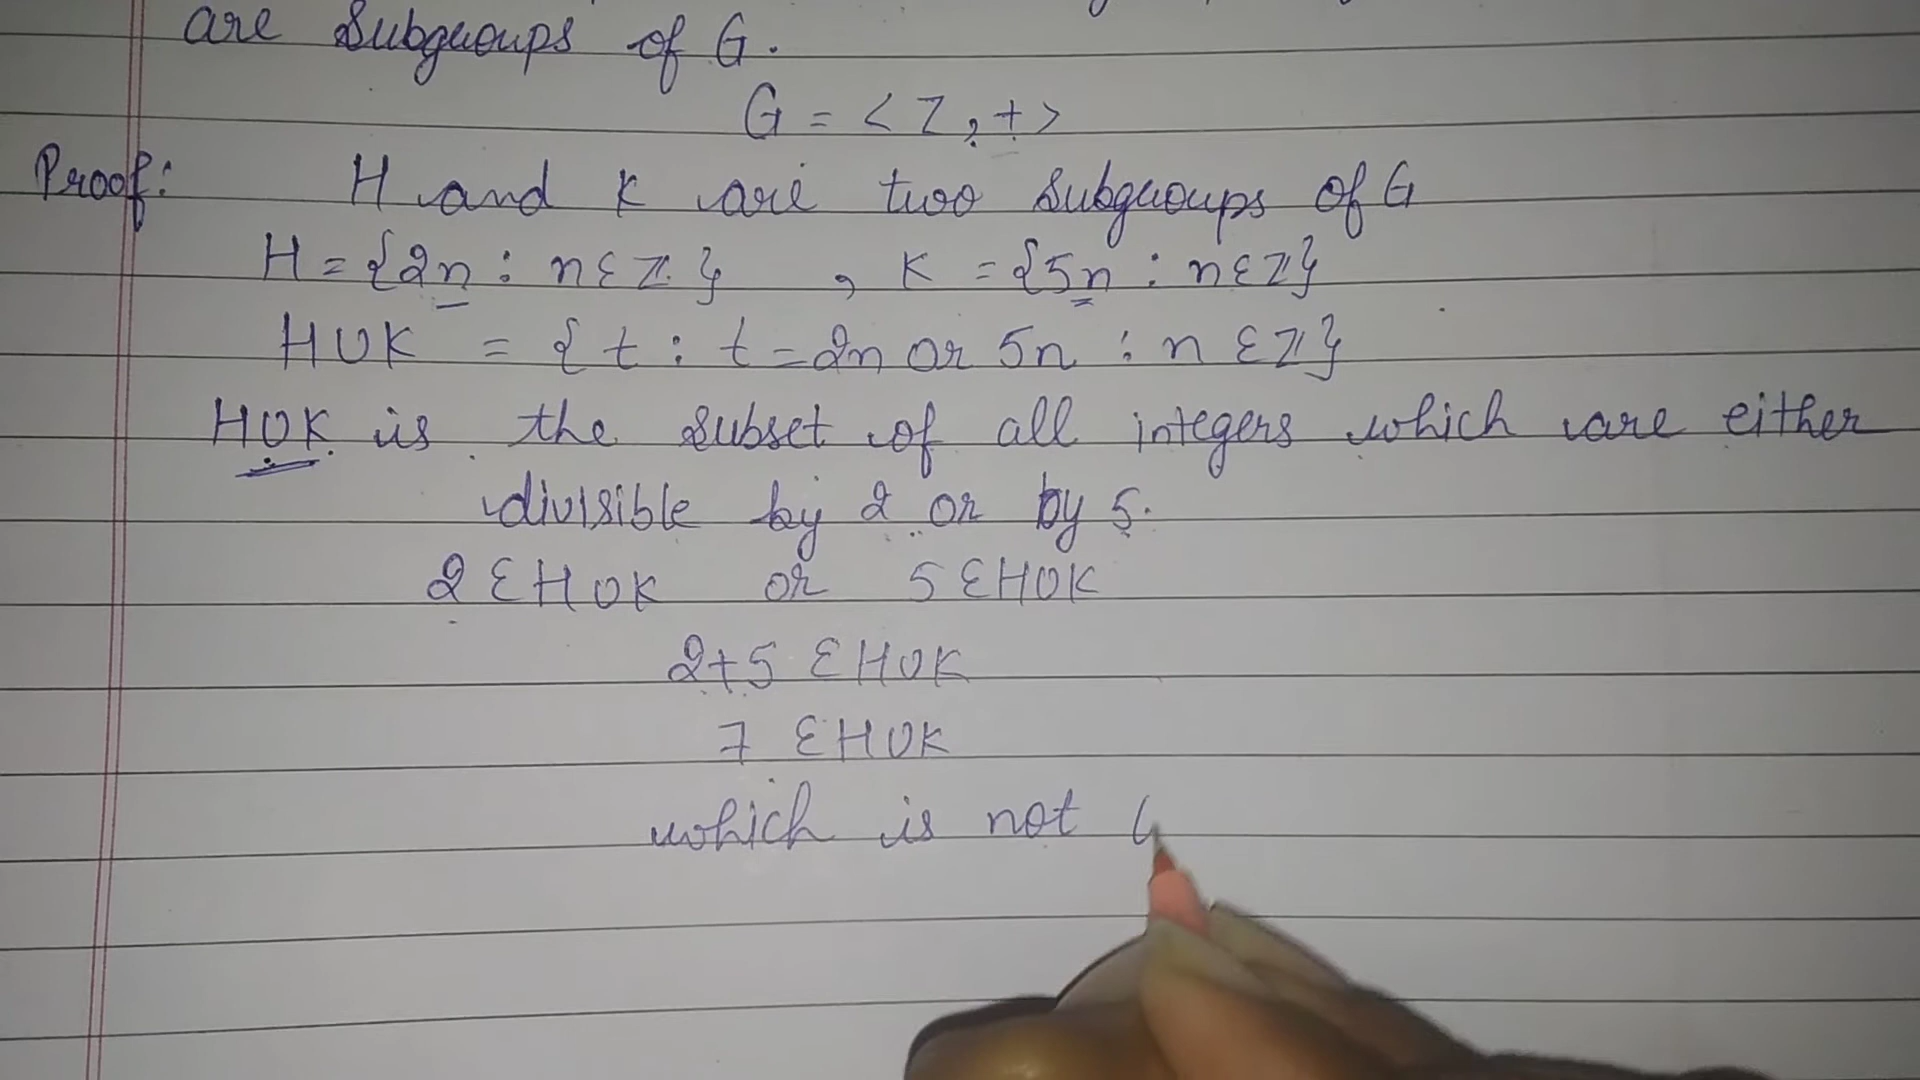 are Subgroups of G.
G = < Z, + >
Proof: H and K are two Subgroups of G
H = {2n : n ∈ Z} , K = {5n : n ∈ Z}
H∪K = {t : t = 2n or 5n : n ∈ Z}
H∪K is the subset of all integers which are either
divisible by 2 or by 5.
2 ∈ H∪K or 5 ∈ H∪K
2+5 ∈ H∪K
7 ∈ H∪K
which is not